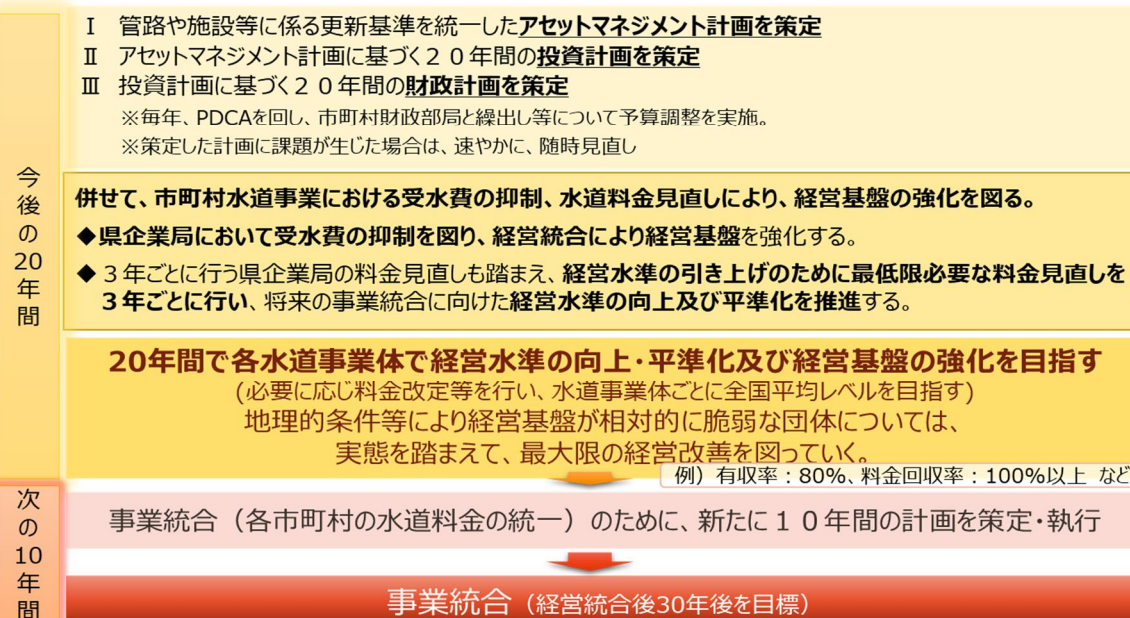 Ⅰ 管路や施設等に係る更新基準を統一したアセットマネジメント計画を策定
Ⅱ アセットマネジメント計画に基づく２０年間の投資計画を策定
Ⅲ 投資計画に基づく２０年間の財政計画を策定
※毎年、PDCAを回し、市町村財政部局と繰出し等について予算調整を実施。
※策定した計画に課題が生じた場合は、速やかに、随時見直し
今後の20年間
併せて、市町村水道事業における受水費の抑制、水道料金見直しにより、経営基盤の強化を図る。
◆県企業局において受水費の抑制を図り、経営統合により経営基盤を強化する。
◆３年ごとに行う県企業局の料金見直しも踏まえ、経営水準の引き上げのために最低限必要な料金見直しを
３年ごとに行い、将来の事業統合に向けた経営水準の向上及び平準化を推進する。
20年間で各水道事業体で経営水準の向上・平準化及び経営基盤の強化を目指す
(必要に応じ料金改定等を行い、水道事業体ごとに全国平均レベルを目指す)
地理的条件等により経営基盤が相対的に脆弱な団体については、
実態を踏まえて、最大限の経営改善を図っていく。
例）有収率：80%、料金回収率：100%以上 など
次の10年間
事業統合（各市町村の水道料金の統一）のために、新たに１０年間の計画を策定・執行
事業統合（経営統合後30年後を目標）